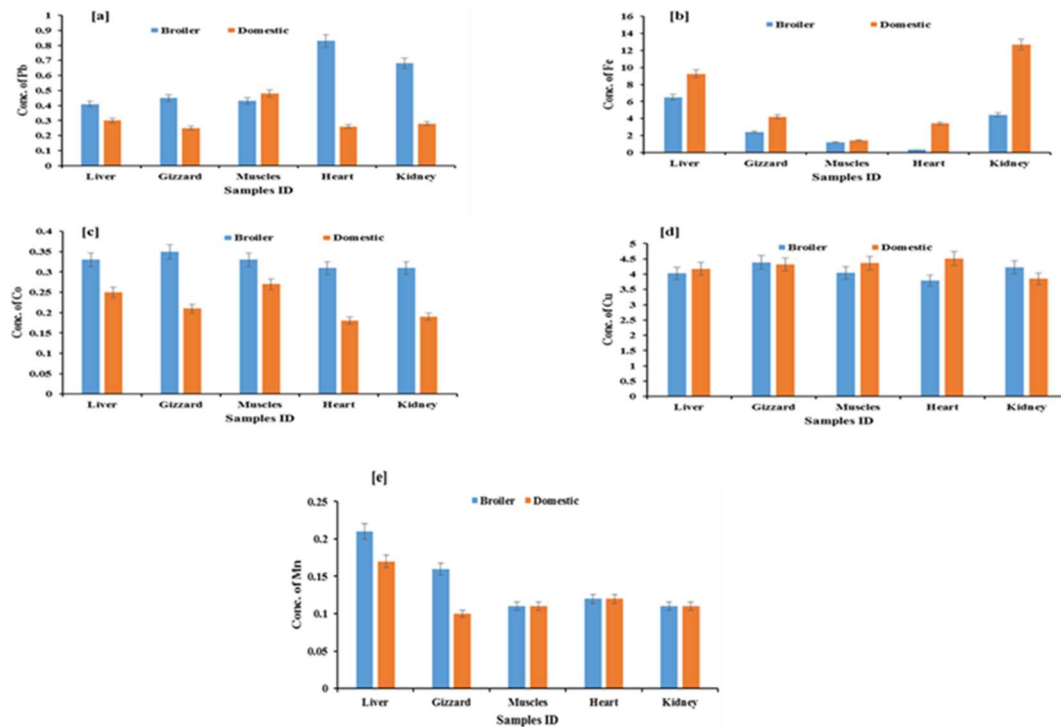 [a]
Broiler Domestic
1
0.9
0.8
0.7
0.6
0.5
0.4
0.3
0.2
0.1
0
Conc. of Pb
Liver Gizzard Muscles Heart Kidney
Samples ID
[b]
Broiler Domestic
16
14
12
10
8
6
4
2
0
Conc. of Fe
Liver Gizzard Muscles Heart Kidney
Samples ID
[c]
Broiler Domestic
0.4
0.35
0.3
0.25
0.2
0.15
0.1
0.05
0
Conc. of Co
Liver Gizzard Muscles Heart Kidney
Samples ID
[d]
Broiler Domestic
5
4.5
4
3.5
3
2.5
2
1.5
1
0.5
0
Conc. of Cu
Liver Gizzard Muscles Heart Kidney
Samples ID
[e]
Broiler Domestic
0.25
0.2
0.15
0.1
0.05
0
Conc. of Mn
Liver Gizzard Muscles Heart Kidney
Samples ID